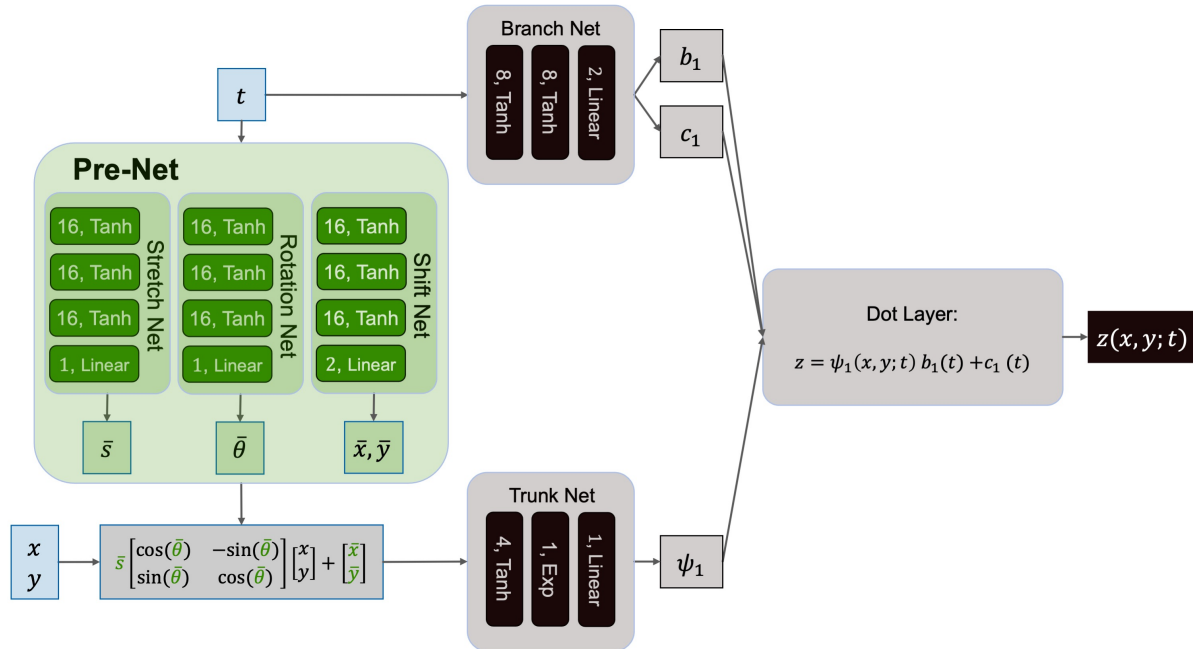 Branch Net
8, Tanh
8, Tanh
2, Linear
b₁
c₁
t
Pre-Net
16, Tanh
16, Tanh
16, Tanh
1, Linear
Stretch Net
16, Tanh
16, Tanh
16, Tanh
1, Linear
Rotation Net
16, Tanh
16, Tanh
16, Tanh
2, Linear
Shift Net
s̄
θ̄
x̄, ȳ
Dot Layer:
z = ψ₁(x, y; t) b₁(t) +c₁ (t)
z(x, y; t)
x
y
s̄ [cos(θ̄) −sin(θ̄)
sin(θ̄) cos(θ̄)] [x
y] + [x̄
ȳ]
Trunk Net
4, Tanh
1, Exp
1, Linear
ψ₁